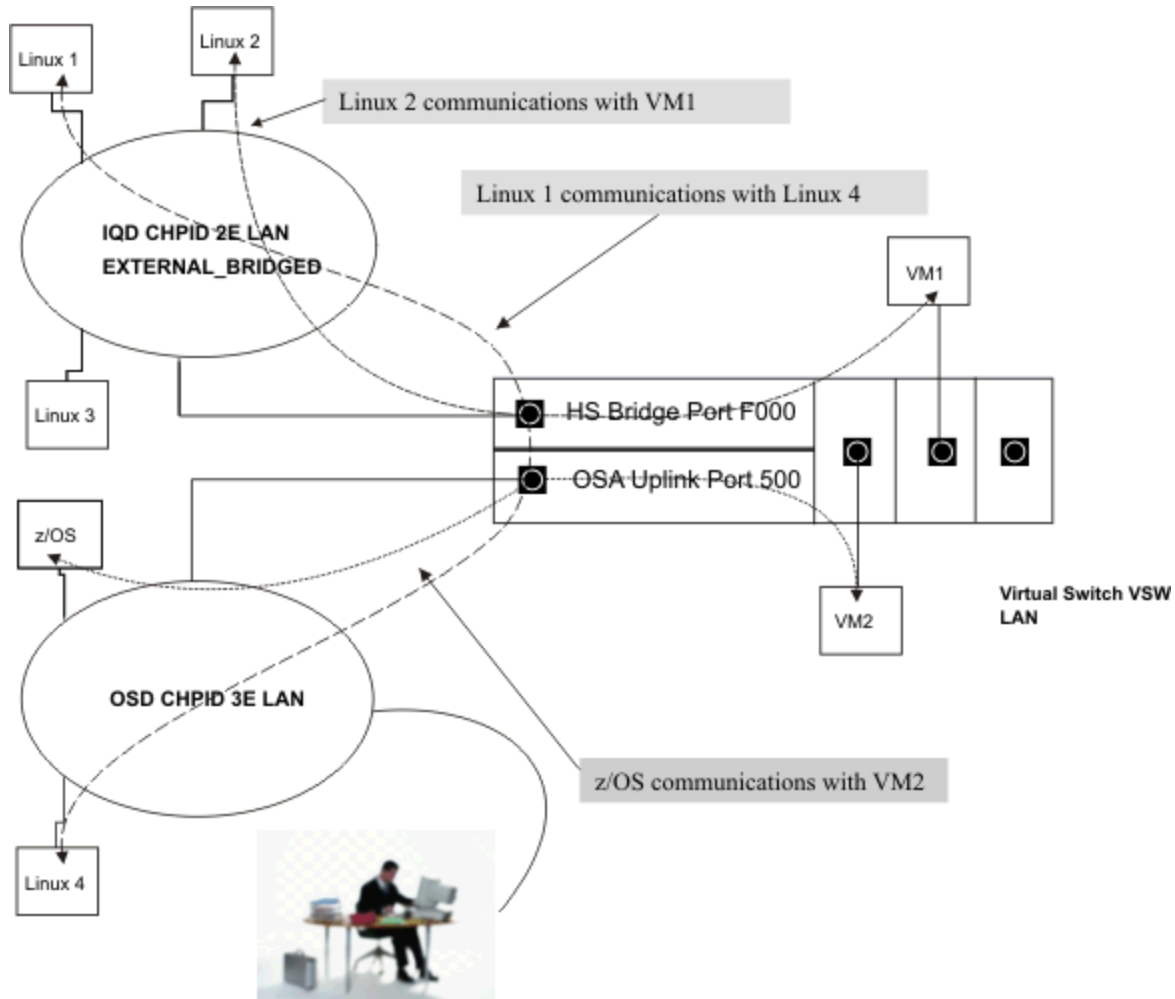 Linux 1
Linux 2
Linux 2 communications with VM1
Linux 1 communications with Linux 4
IQD CHPID 2E LAN
EXTERNAL_BRIDGED
VM1
Linux 3
HS Bridge Port F000
OSA Uplink Port 500
z/OS
VM2
Virtual Switch VSW
LAN
OSD CHPID 3E LAN
z/OS communications with VM2
Linux 4